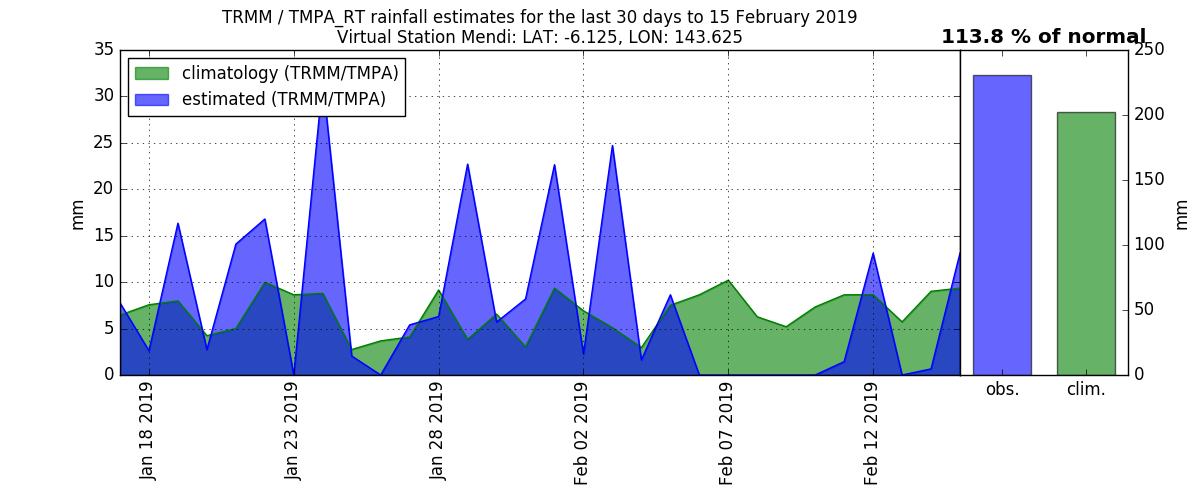 TRMM / TMPA_RT rainfall estimates for the last 30 days to 15 February 2019
Virtual Station Mendi: LAT: -6.125, LON: 143.625
113.8 % of normal
climatology (TRMM/TMPA)
estimated (TRMM/TMPA)
35
30
25
20
15
10
5
0
mm
Jan 18 2019
Jan 23 2019
Jan 28 2019
Feb 02 2019
Feb 07 2019
Feb 12 2019
obs.
clim.
250
200
150
100
50
0
mm